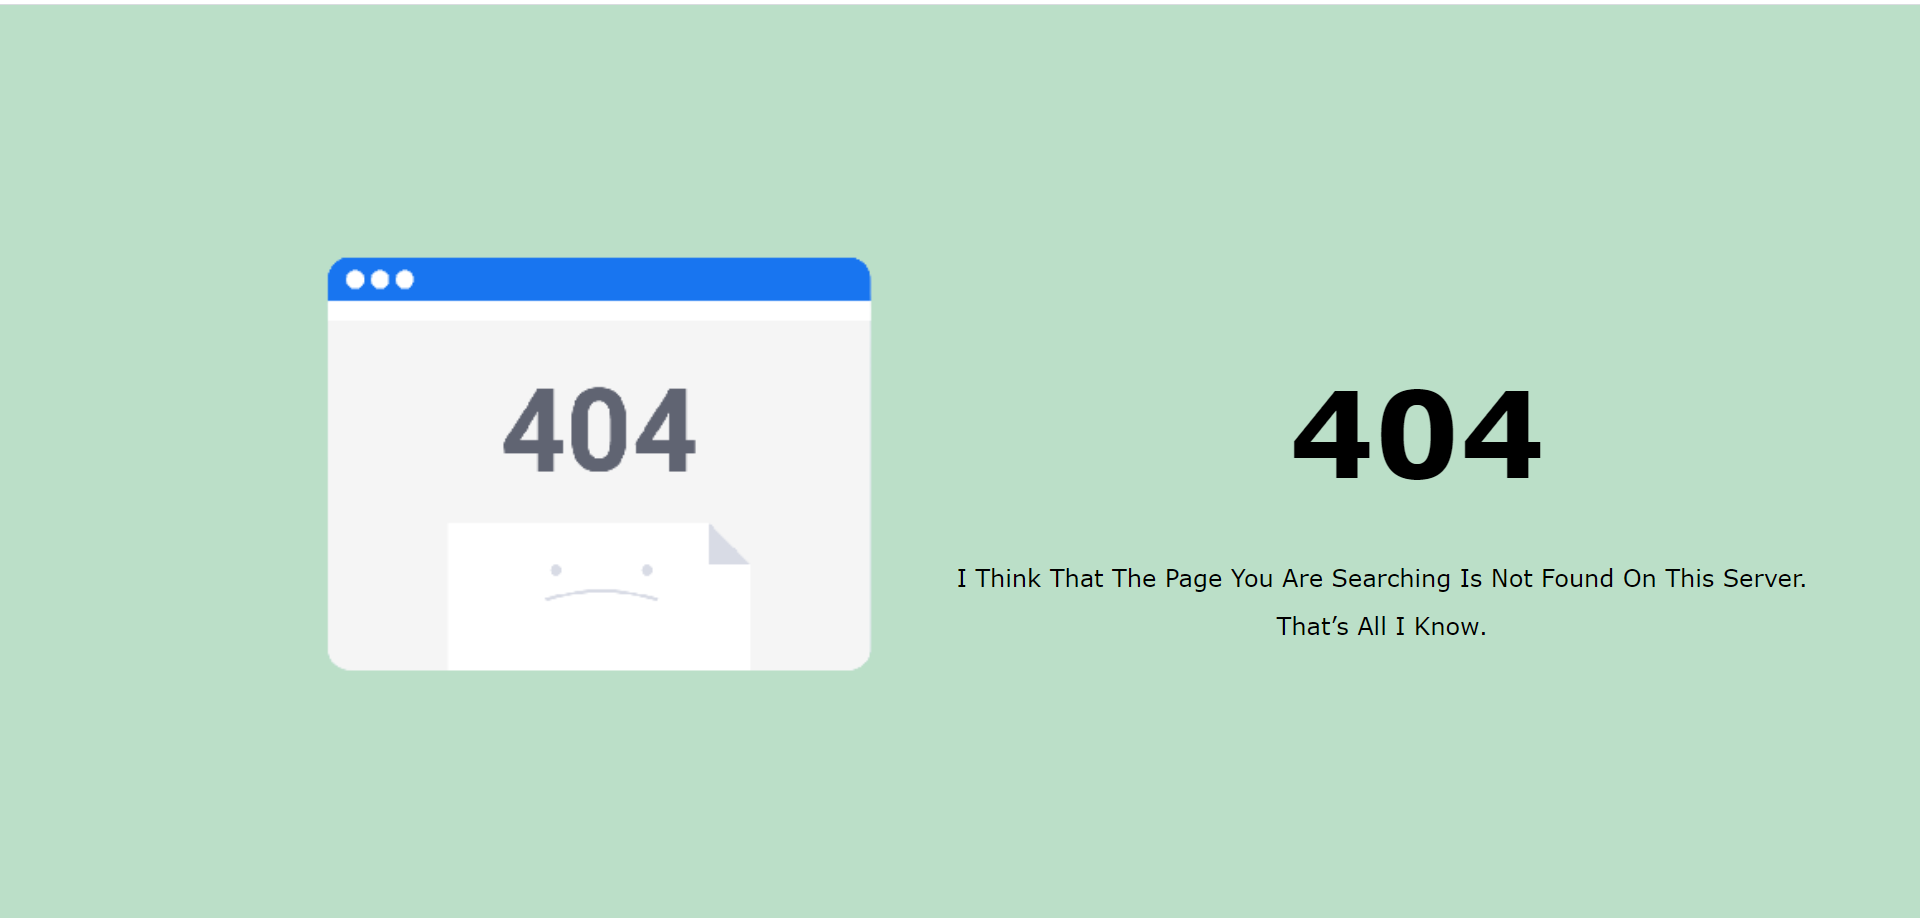 404
404
I Think That The Page You Are Searching Is Not Found On This Server.
That’s All I Know.